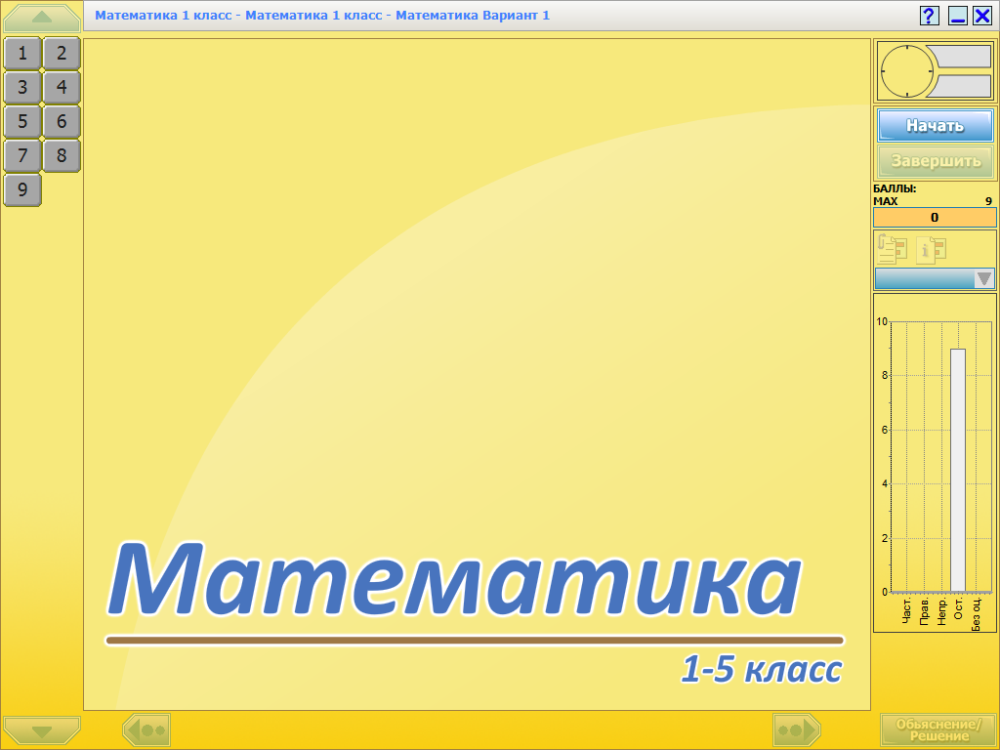 Математика 1 класс - Математика 1 класс - Математика Вариант 1
?
1 2
3 4
5 6
7 8
9
Начать
Завершить
БАЛЛЫ:
MAX 9
0
10
8
6
4
2
0
Част.
Прав.
Непр.
Ост.
Без оц.
Математика
1-5 класс
Обьяснение/
Решение